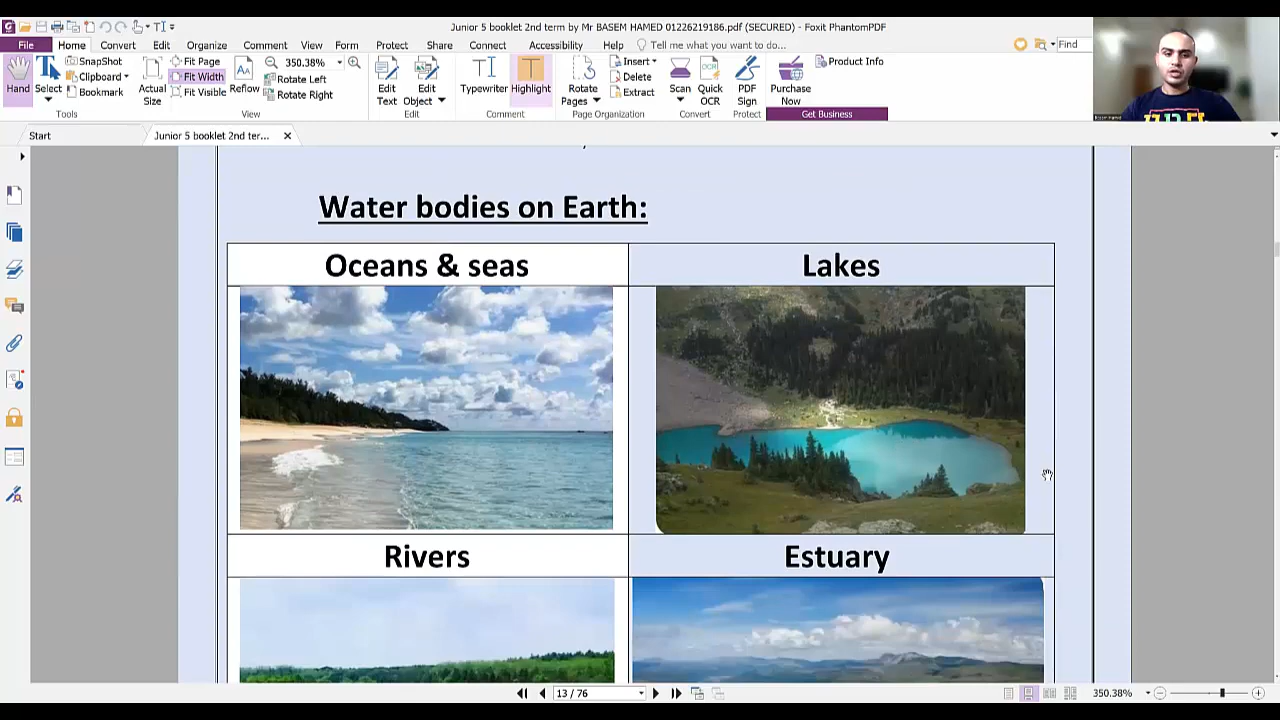 Junior 5 booklet 2nd term by Mr BASEM HAMED 01226219186.pdf (SECURED) - Foxit PhantomPDF
File Home Convert Edit Organize Comment View Form Protect Share Connect Accessibility Help Tell me what you want to do... Find
Hand
Select
SnapShot
Clipboard
Bookmark
Tools
Actual Size
Fit Page
Fit Width
Fit Visible
Reflow
350.38%
Rotate Left
Rotate Right
View
Edit Text
Edit Object
Edit
Typewriter
Highlight
Comment
Rotate Pages
Insert
Delete
Extract
Page Organization
Scan
Quick OCR
Convert
PDF Sign
Protect
Purchase Now
Product Info
Get Business
Start
Junior 5 booklet 2nd ter...
Water bodies on Earth:
Oceans & seas
Lakes
Rivers
Estuary
13 / 76
350.38%